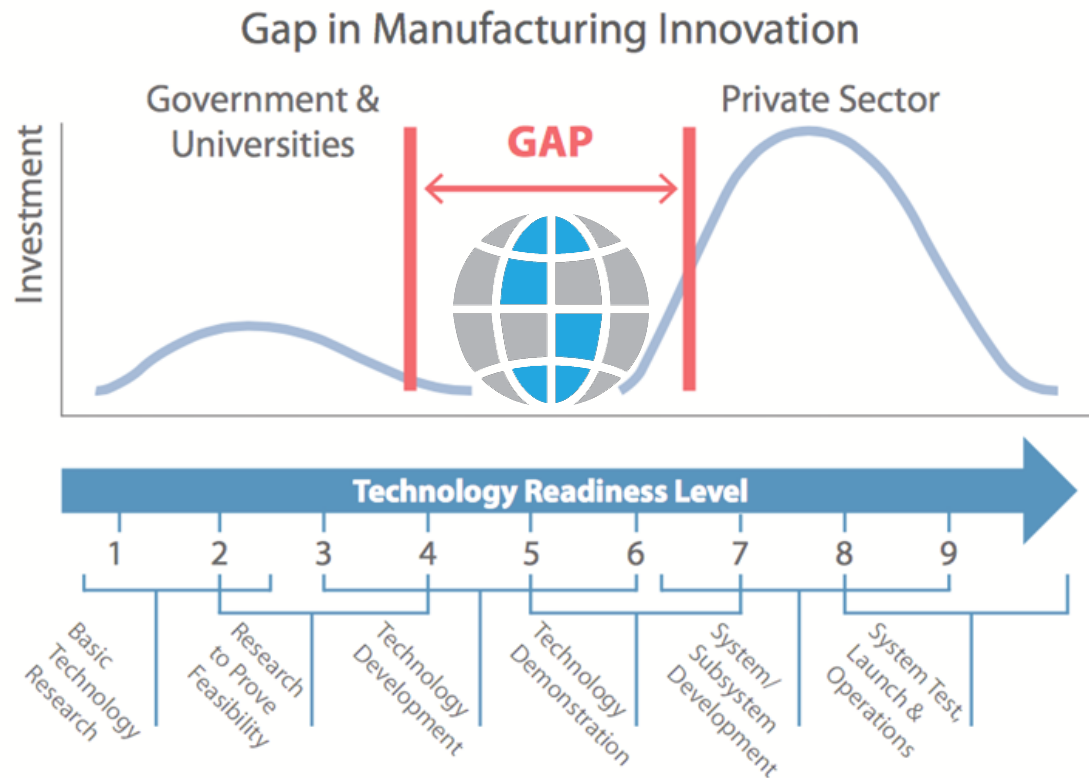 Gap in Manufacturing Innovation
Government &
Universities
Private Sector
GAP
Investment
Technology Readiness Level
1 2 3 4 5 6 7 8 9
Basic
Technology
Research
Research
to Prove
Feasibility
Technology
Development
Technology
Demonstration
System/
Subsystem
Development
System Test,
Launch &
Operations